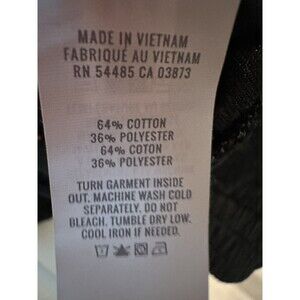 MADE IN VIETNAM
FABRIQUÉ AU VIETNAM
RN 54485 CA 03873
64% COTTON
36% POLYESTER
64% COTON
36% POLYESTER
TURN GARMENT INSIDE
OUT. MACHINE WASH COLD
SEPARATELY. DO NOT
BLEACH. TUMBLE DRY LOW.
COOL IRON IF NEEDED.